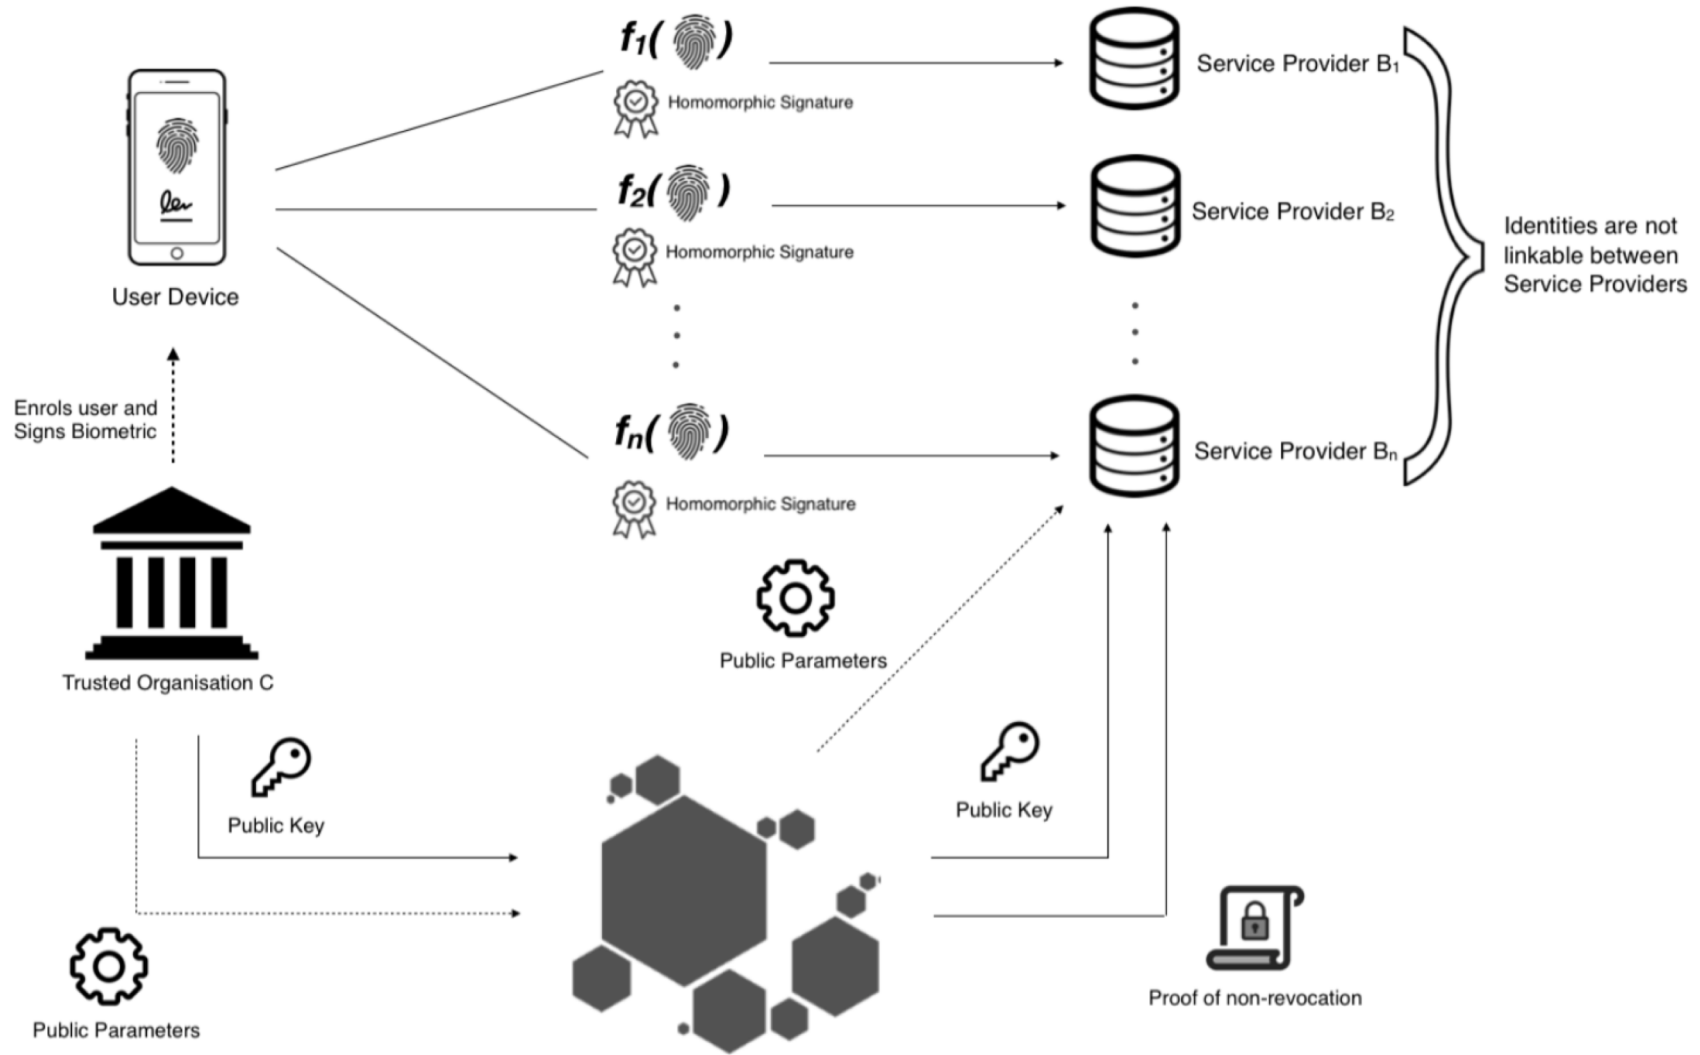 f1( )
Homomorphic Signature
Service Provider B1
f2( )
Homomorphic Signature
Service Provider B2
Identities are not
linkable between
Service Providers
User Device
Enrols user and
Signs Biometric
fn( )
Homomorphic Signature
Service Provider Bn
Public Parameters
Trusted Organisation C
Public Key
Public Key
Public Parameters
Proof of non-revocation